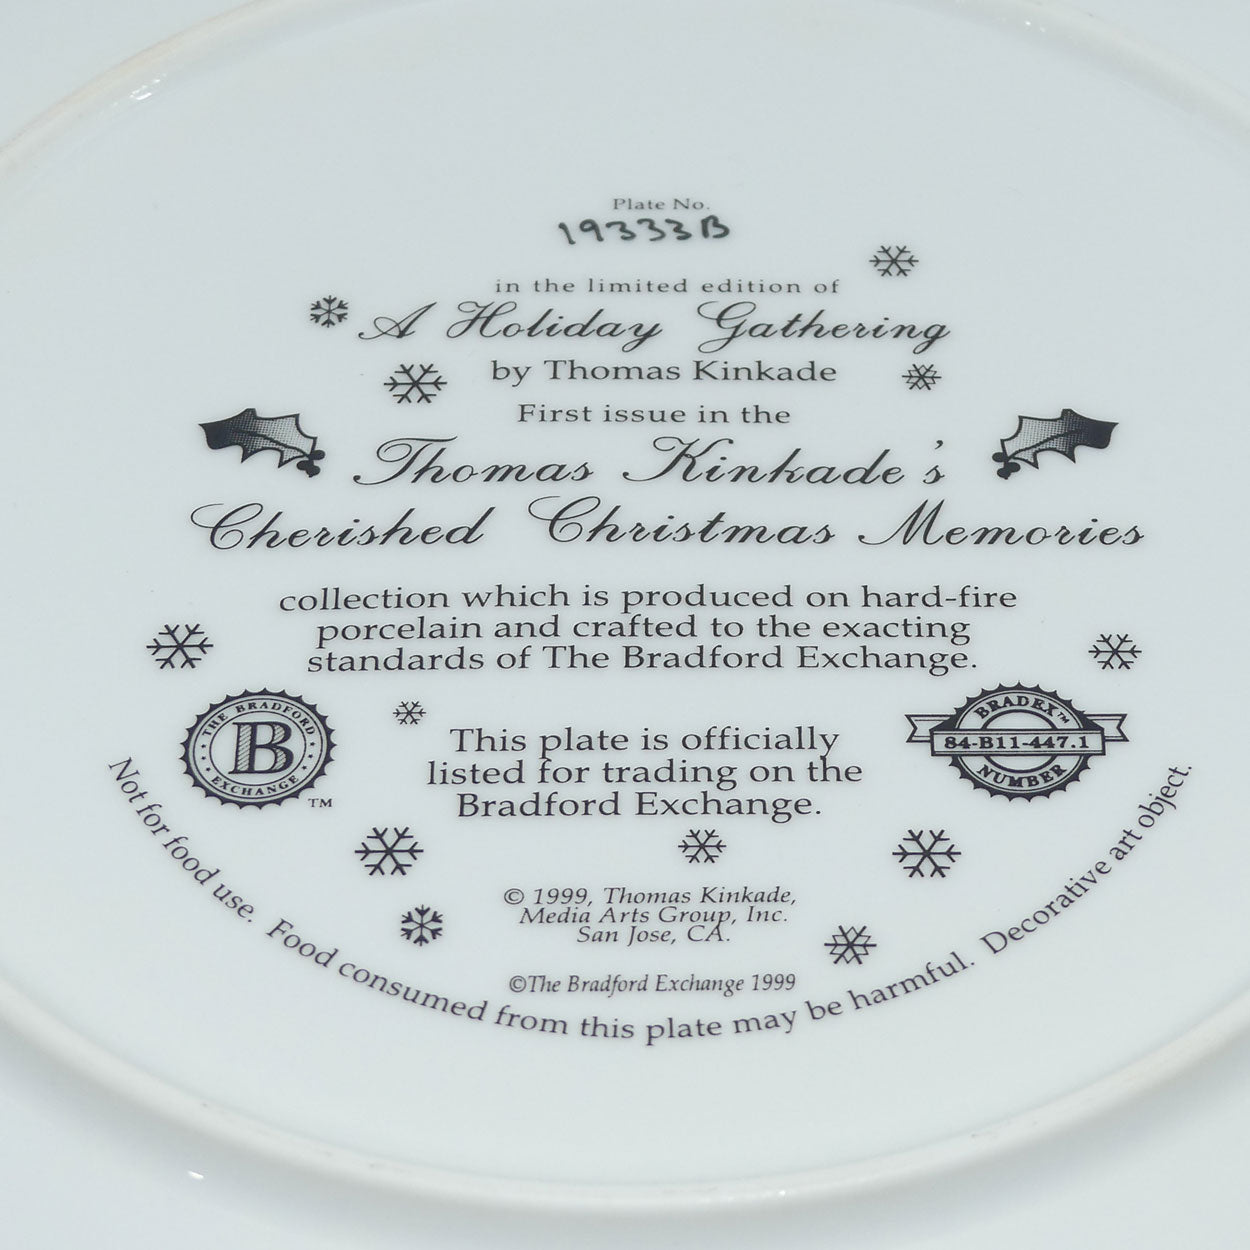 Plate No.
19333B
in the limited edition of
A Holiday Gathering
by Thomas Kinkade
First issue in the
Thomas Kinkade's
Cherished Christmas Memories
collection which is produced on hard-fire
porcelain and crafted to the exacting
standards of The Bradford Exchange.
THE BRADFORD
B
EXCHANGE
TM
This plate is officially
listed for trading on the
Bradford Exchange.
BRADEX™
84-B11-447.1
NUMBER
© 1999, Thomas Kinkade,
Media Arts Group, Inc.
San Jose, CA.
©The Bradford Exchange 1999
Not for food use. Food consumed from this plate may be harmful. Decorative art object.